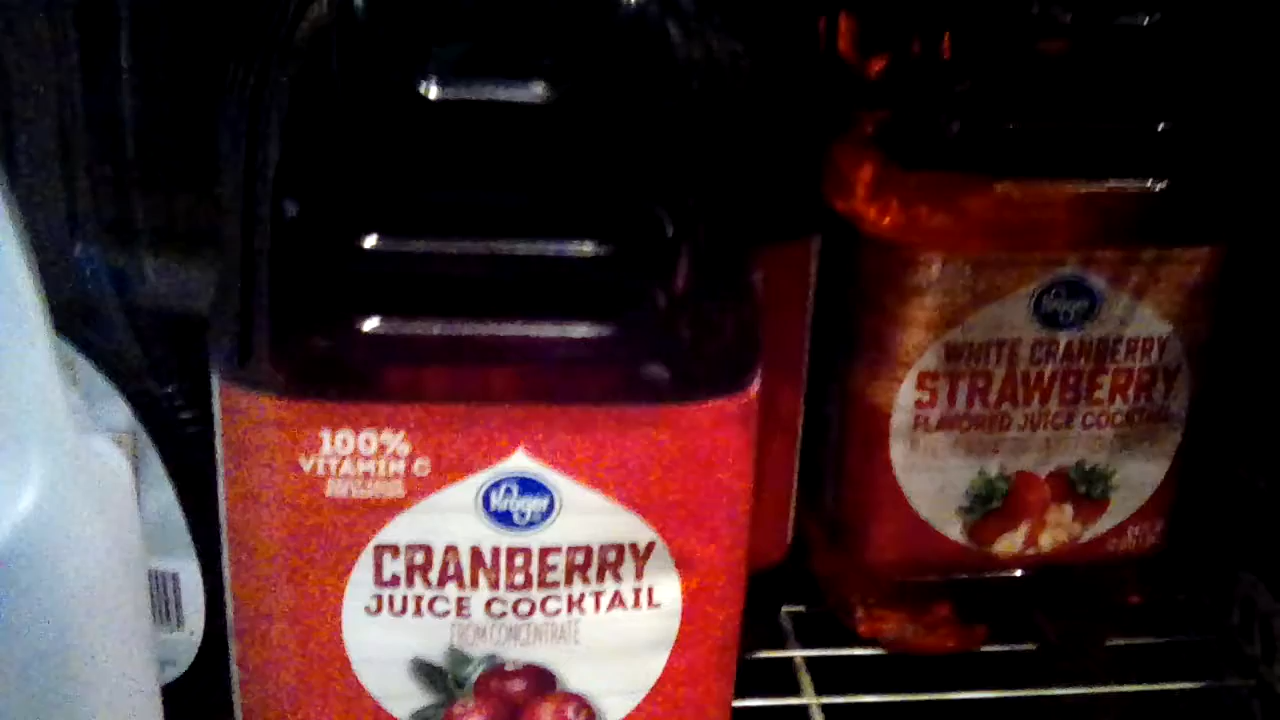 100%
VITAMIN C
Kroger
CRANBERRY
JUICE COCKTAIL
FROM CONCENTRATE
Kroger
WHITE CRANBERRY
STRAWBERRY
FLAVORED JUICE COCKTAIL